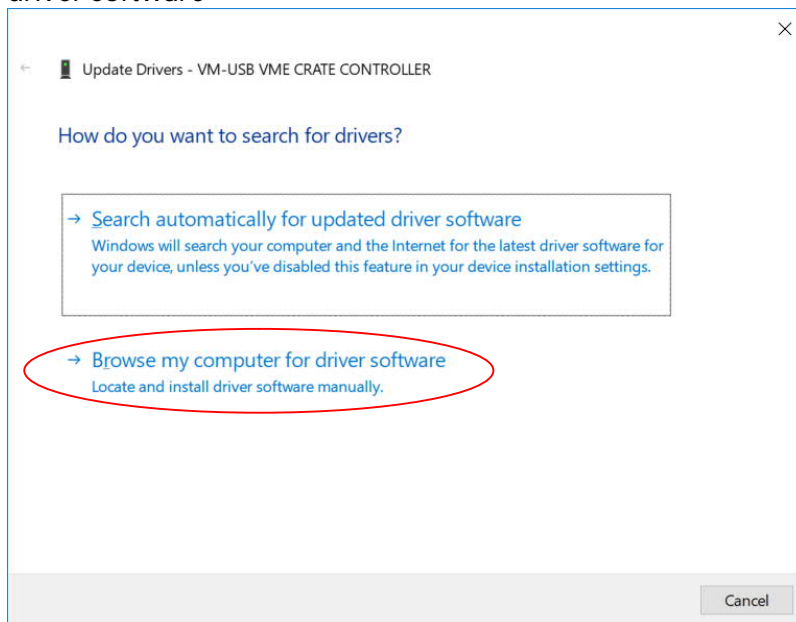 driver software
Update Drivers - VM-USB VME CRATE CONTROLLER
How do you want to search for drivers?
→ Search automatically for updated driver software
Windows will search your computer and the Internet for the latest driver software for
your device, unless you've disabled this feature in your device installation settings.
→ Browse my computer for driver software
Locate and install driver software manually.
Cancel